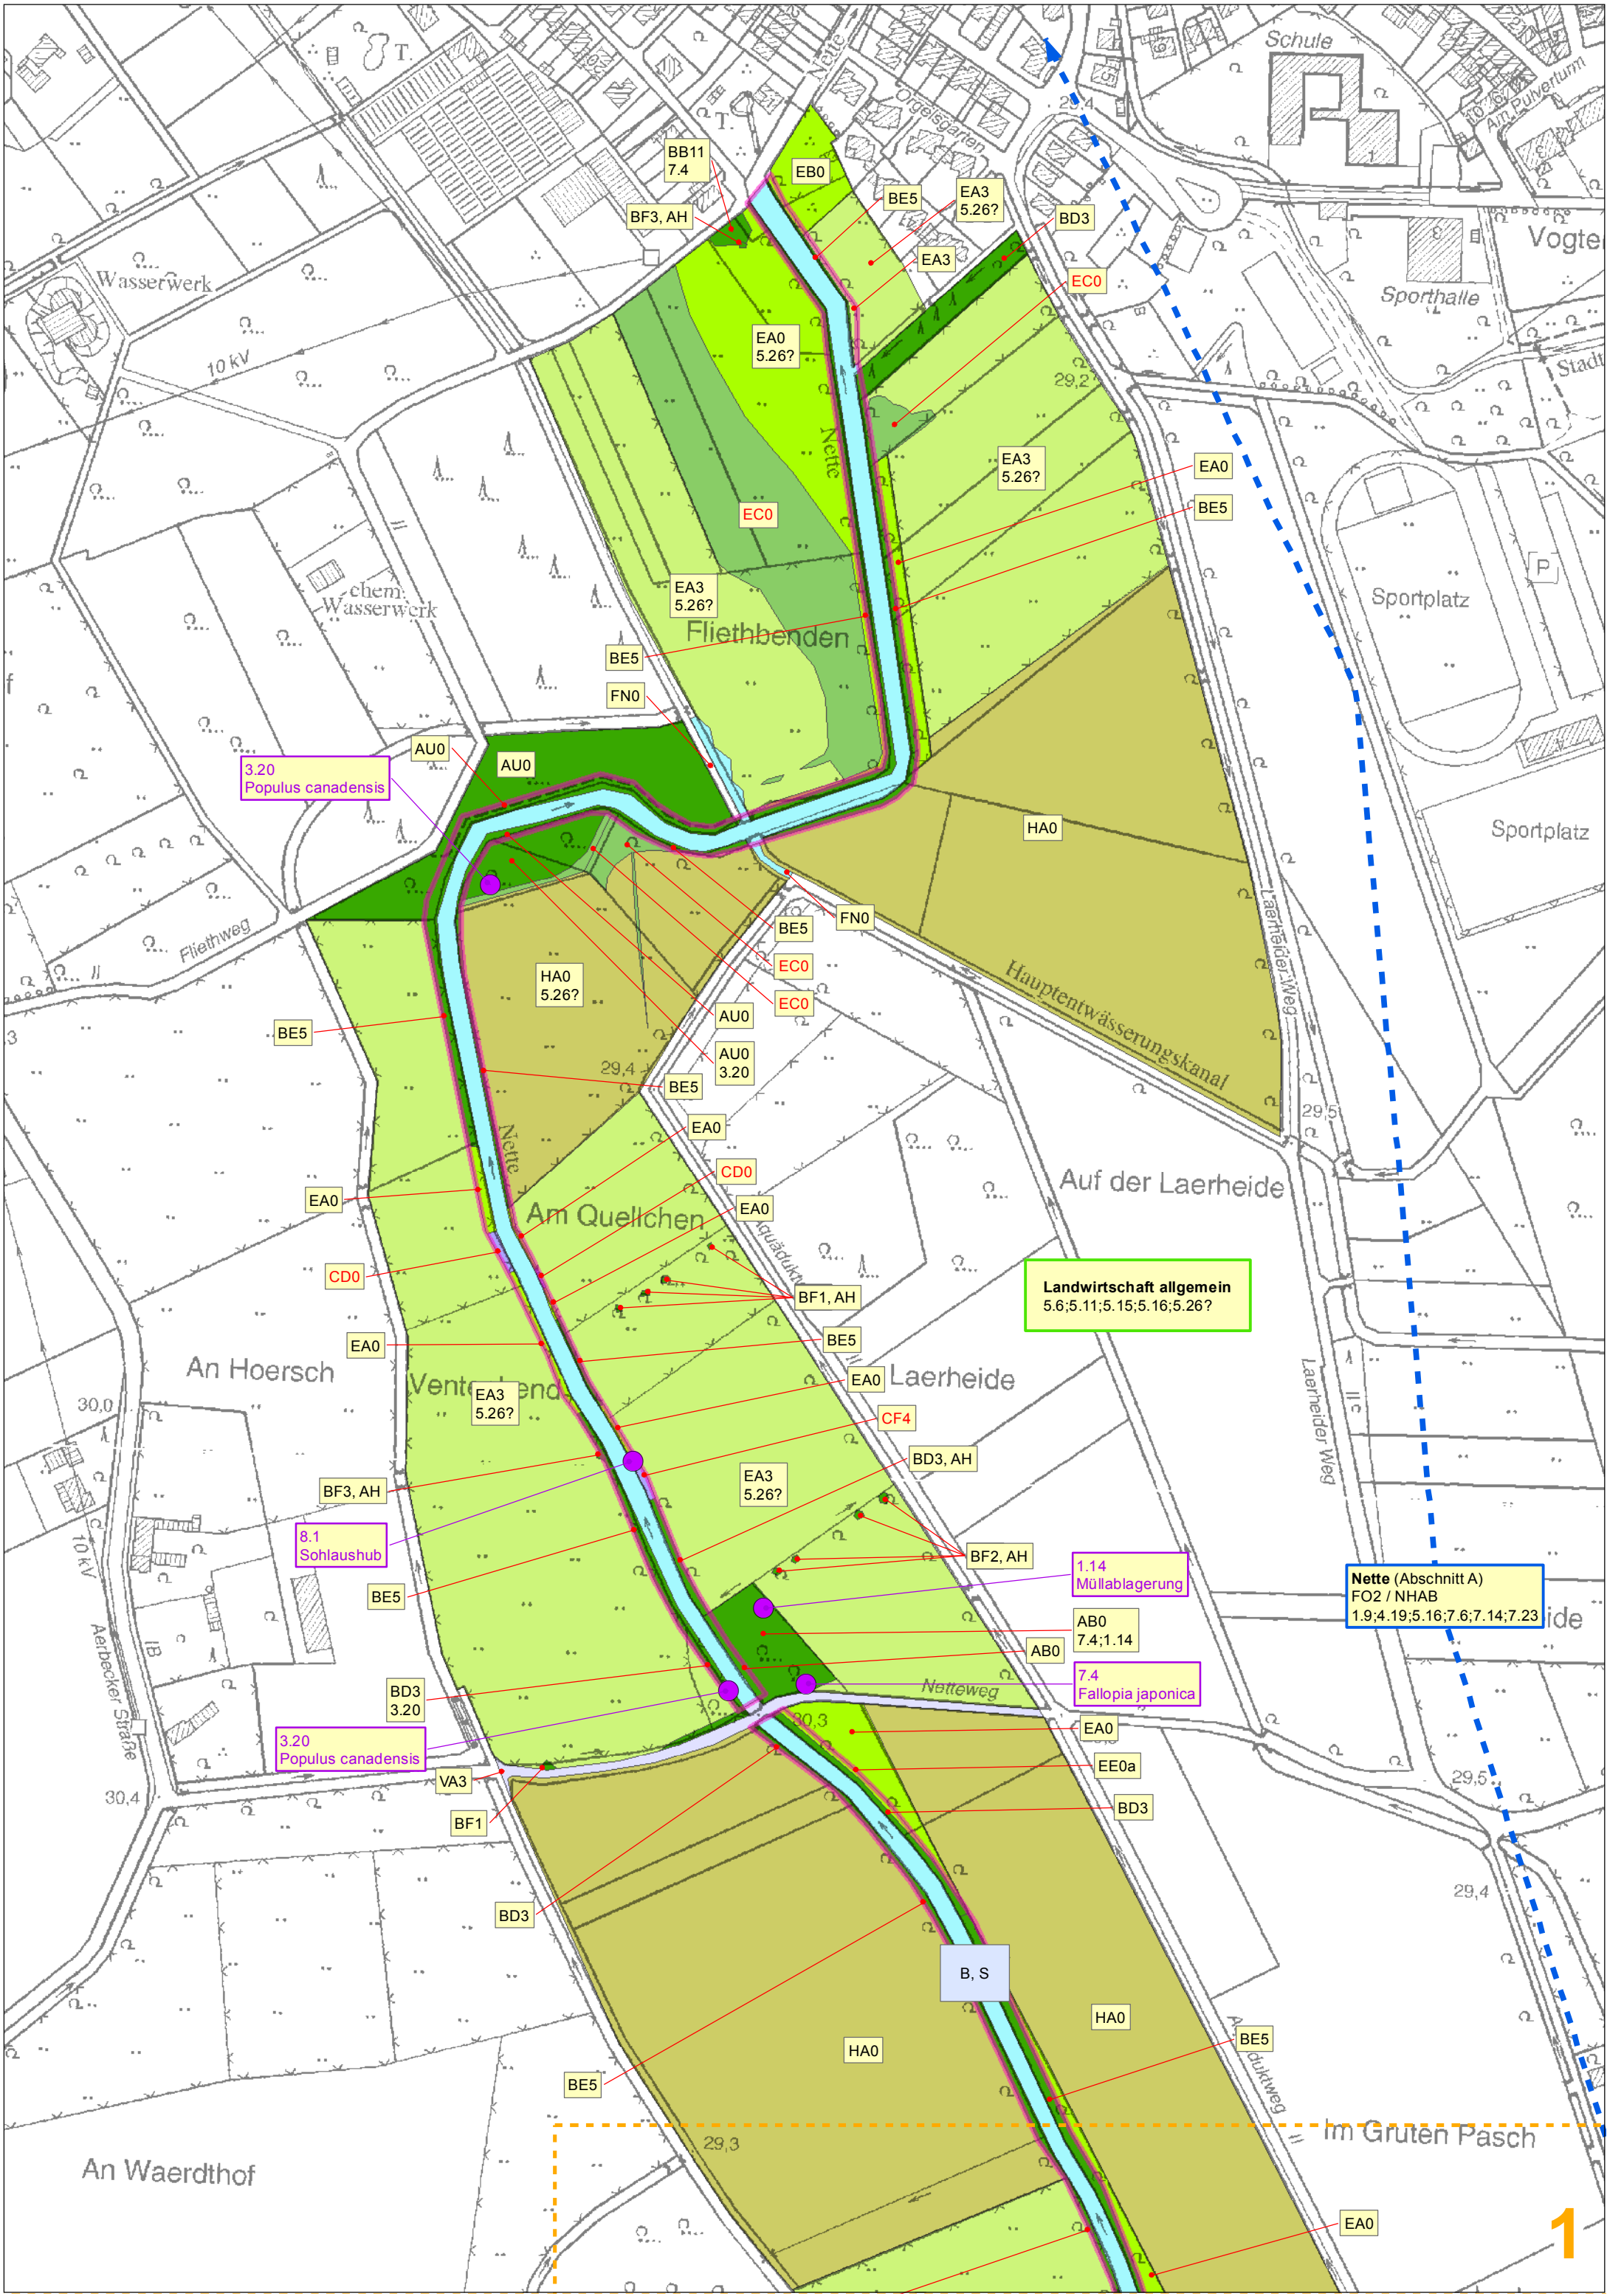 Schule
Nette
T.
T.
Orgelsgarten
29,4
Am Pulverturm
BB11
7.4
EB0
BE5
EA3
5.26?
BD3
BF3, AH
EA3
Vogte
Wasserwerk
EC0
Sporthalle
10 kV
EA0
5.26?
Stadt
29,2
Nette
EA3
5.26?
EA0
EC0
BE5
P
chem.
Wasserwerk
EA3
5.26?
Sportplatz
Fliethbenden
BE5
FN0
AU0
AU0
3.20
Populus canadensis
HA0
Sportplatz
Fliethweg
FN0
BE5
HA0
5.26?
EC0
Hauptentwässerungskanal
Laerheider Weg
EC0
AU0
BE5
AU0
3.20
29,4
BE5
29,5
EA0
Nette
CD0
Auf der Laerheide
EA0
Am Quellchen
EA0
CD0
BF1, AH
Landwirtschaft allgemein
5.6;5.11;5.15;5.16;5.26?
EA0
BE5
An Hoersch
EA0
Laerheide
Laerheider Weg
30,0
EA3
5.26?
CF4
BD3, AH
EA3
5.26?
BF3, AH
8.1
Sohlaushub
10 kV
BF2, AH
1.14
Müllablagerung
Nette (Abschnitt A)
FO2 / NHAB
1.9;4.19;5.16;7.6;7.14;7.23
ide
BE5
AB0
7.4;1.14
Aerbecker Straße
AB0
BD3
3.20
Netteweg
7.4
Fallopia japonica
30,3
EA0
3.20
Populus canadensis
EE0a
VA3
29,5
30,4
BD3
BF1
29,4
BD3
B, S
HA0
HA0
BE5
BE5
29,3
Im Gruten Pasch
An Waerdthof
EA0
1